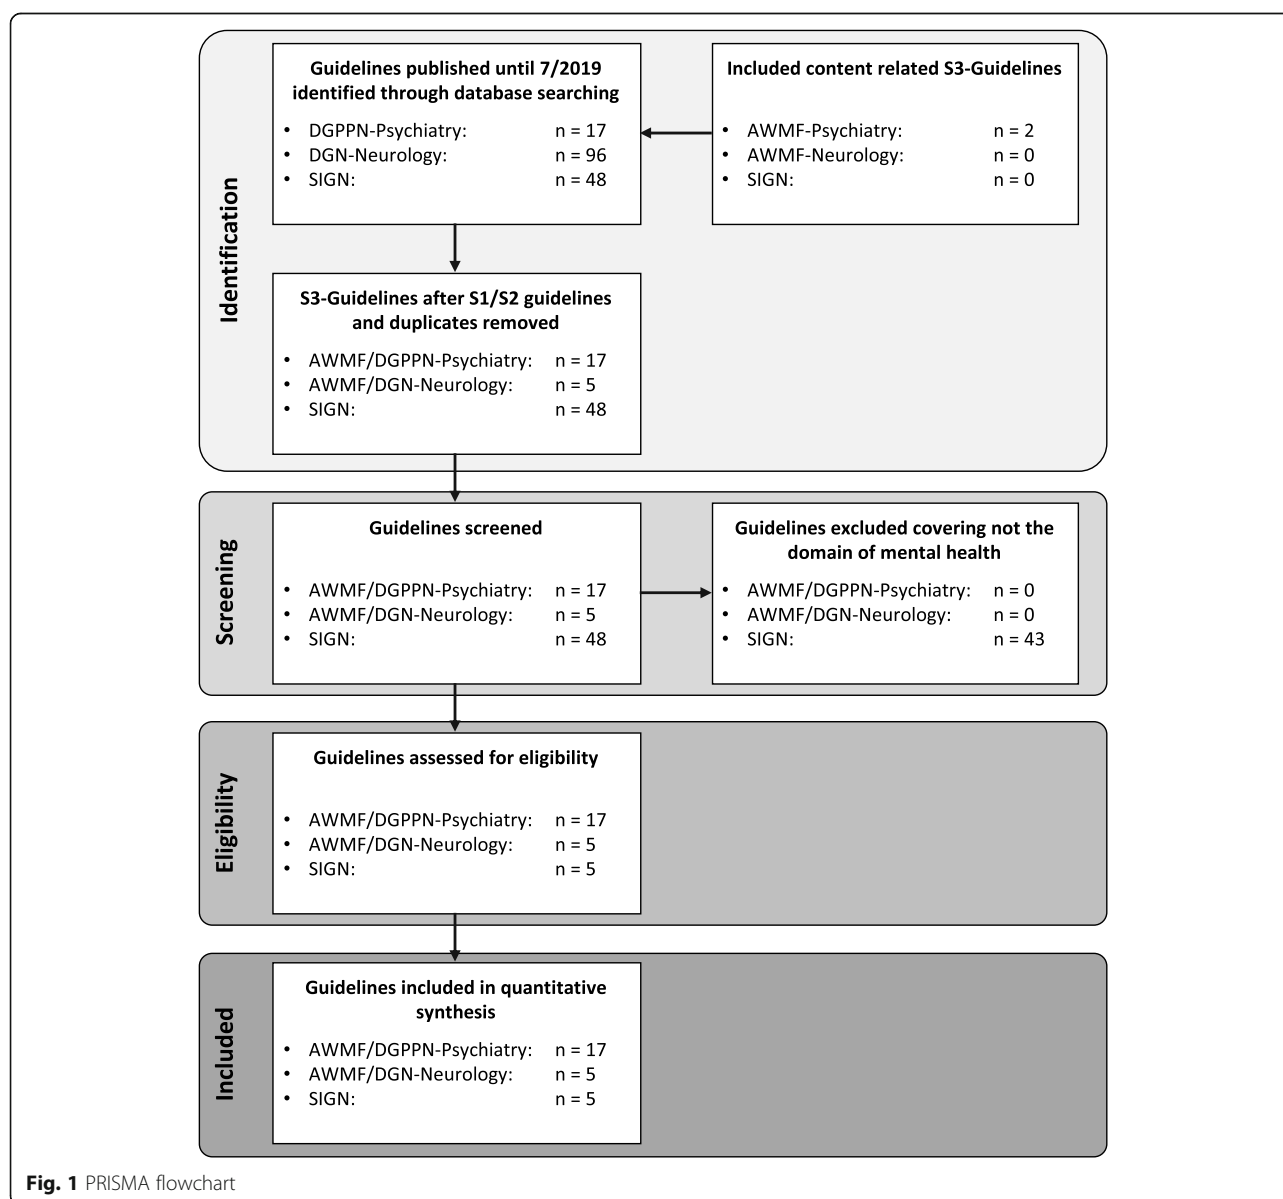 Identification
Guidelines published until 7/2019
identified through database searching
• DGPPN-Psychiatry: n = 17
• DGN-Neurology: n = 96
• SIGN: n = 48
Included content related S3-Guidelines
• AWMF-Psychiatry: n = 2
• AWMF-Neurology: n = 0
• SIGN: n = 0
S3-Guidelines after S1/S2 guidelines
and duplicates removed
• AWMF/DGPPN-Psychiatry: n = 17
• AWMF/DGN-Neurology: n = 5
• SIGN: n = 48
Screening
Guidelines screened
• AWMF/DGPPN-Psychiatry: n = 17
• AWMF/DGN-Neurology: n = 5
• SIGN: n = 48
Guidelines excluded covering not the
domain of mental health
• AWMF/DGPPN-Psychiatry: n = 0
• AWMF/DGN-Neurology: n = 0
• SIGN: n = 43
Eligibility
Guidelines assessed for eligibility
• AWMF/DGPPN-Psychiatry: n = 17
• AWMF/DGN-Neurology: n = 5
• SIGN: n = 5
Included
Guidelines included in quantitative
synthesis
• AWMF/DGPPN-Psychiatry: n = 17
• AWMF/DGN-Neurology: n = 5
• SIGN: n = 5
Fig. 1 PRISMA flowchart